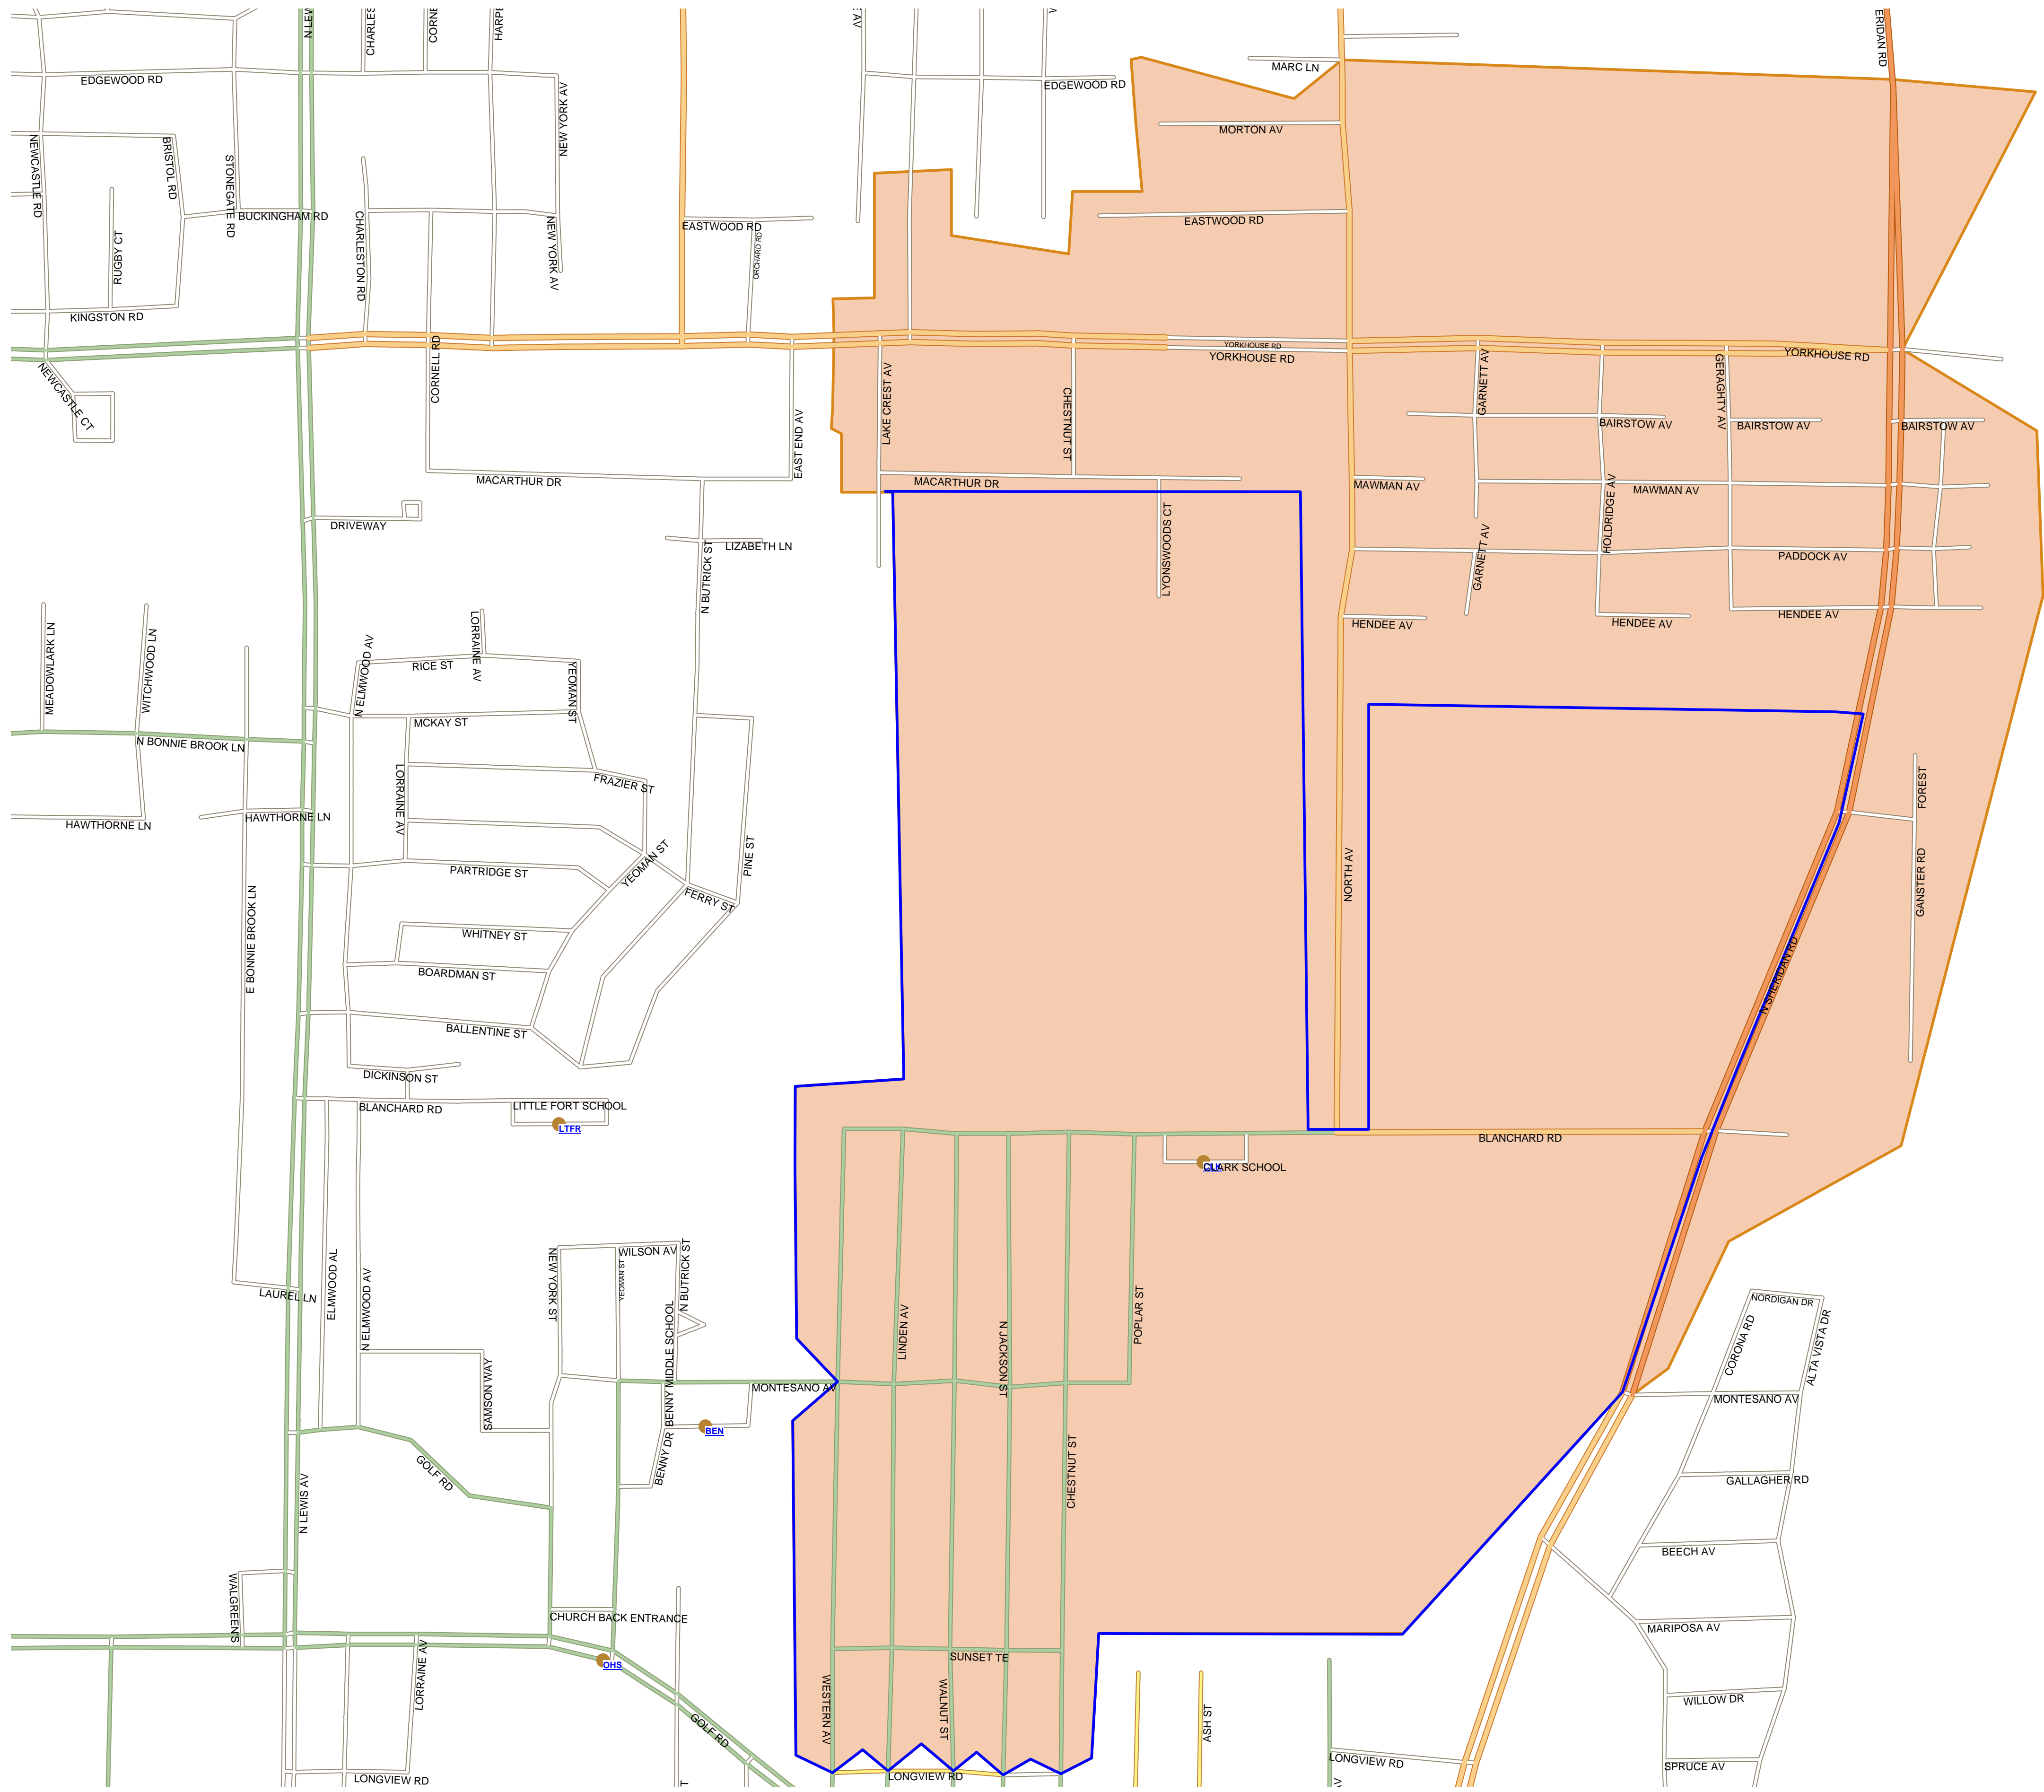 N LEW
CHARLES
CORNE
HARPE
E AV
ERIDAN RD
MARC LN
EDGEWOOD RD
EDGEWOOD RD
NEW YORK AV
MORTON AV
NEWCASTLE RD
BRISTOL RD
STONEGATE RD
BUCKINGHAM RD
CHARLESTON RD
NEW YORK AV
EASTWOOD RD
ORCHARD RD
EASTWOOD RD
RUGBY CT
KINGSTON RD
NEWCASTLE CT
CORNELL RD
EAST END AV
LAKE CREST AV
CHESTNUT ST
YORKHOUSE RD
YORKHOUSE RD
GARNETT AV
GERAGHTY AV
YORKHOUSE RD
BAIRSTOW AV
BAIRSTOW AV
BAIRSTOW AV
MACARTHUR DR
MACARTHUR DR
MAWMAN AV
MAWMAN AV
HOLDRIDGE AV
DRIVEWAY
LIZABETH LN
N BUTRICK ST
LYONSWOODS CT
GARNETT AV
PADDOCK AV
HENDEE AV
HENDEE AV
HENDEE AV
MEADOWLARK LN
WITCHWOOD LN
N ELMWOOD AV
RICE ST
LORRAINE AV
YEOMAN ST
MCKAY ST
N BONNIE BROOK LN
LORRAINE AV
FRAZIER ST
HAWTHORNE LN
HAWTHORNE LN
PARTRIDGE ST
YEOMAN ST
PINE ST
FERRY ST
NORTH AV
FOREST
GANSTER RD
E BONNIE BROOK LN
WHITNEY ST
BOARDMAN ST
N SHERIDAN RD
BALLENTINE ST
DICKINSON ST
BLANCHARD RD
LITTLE FORT SCHOOL
LTFR
BLANCHARD RD
CLK
CLARK SCHOOL
ELMWOOD AL
N ELMWOOD AV
LAUREL LN
NEW YORK ST
WILSON AV
YEOMAN ST
N BUTRICK ST
BENNY MIDDLE SCHOOL
LINDEN AV
N JACKSON ST
POPLAR ST
NORDIGAN DR
CORONA RD
ALTA VISTA DR
SAMSON WAY
MONTESANO AV
MONTESANO AV
BENNY DR
BEN
GOLF RD
N LEWIS AV
CHESTNUT ST
GALLAGHER RD
BEECH AV
WALGREENS
CHURCH BACK ENTRANCE
MARIPOSA AV
LORRAINE AV
OHS
SUNSET TE
WESTERN AV
WALNUT ST
ASH ST
WILLOW DR
GOLF RD
LONGVIEW RD
LONGVIEW RD
LONGVIEW RD
SPRUCE AV
T
AV